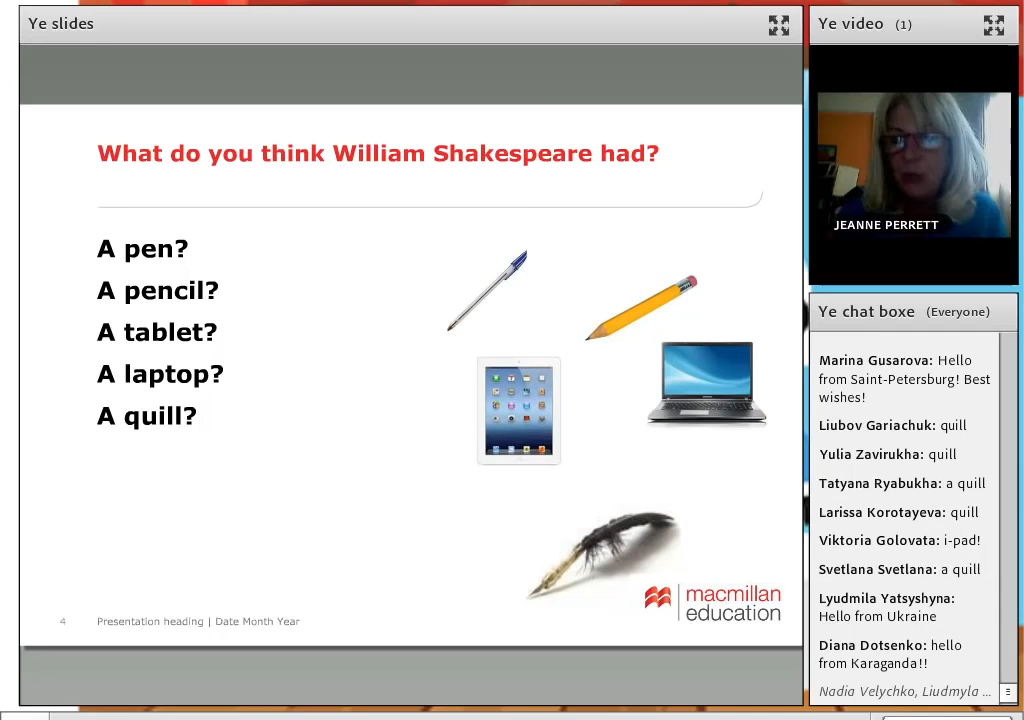 Ye slides
What do you think William Shakespeare had?
A pen?
A pencil?
A tablet?
A laptop?
A quill?
macmillan
education
4 Presentation heading | Date Month Year
Ye video (1)
JEANNE PERRETT
Ye chat boxe (Everyone)
Marina Gusarova: Hello
from Saint-Petersburg! Best
wishes!
Liubov Gariachuk: quill
Yulia Zavirukha: quill
Tatyana Ryabukha: a quill
Larissa Korotayeva: quill
Viktoria Golovata: i-pad!
Svetlana Svetlana: a quill
Lyudmila Yatsyshyna:
Hello from Ukraine
Diana Dotsenko: hello
from Karaganda!!
Nadia Velychko, Liudmyla ...